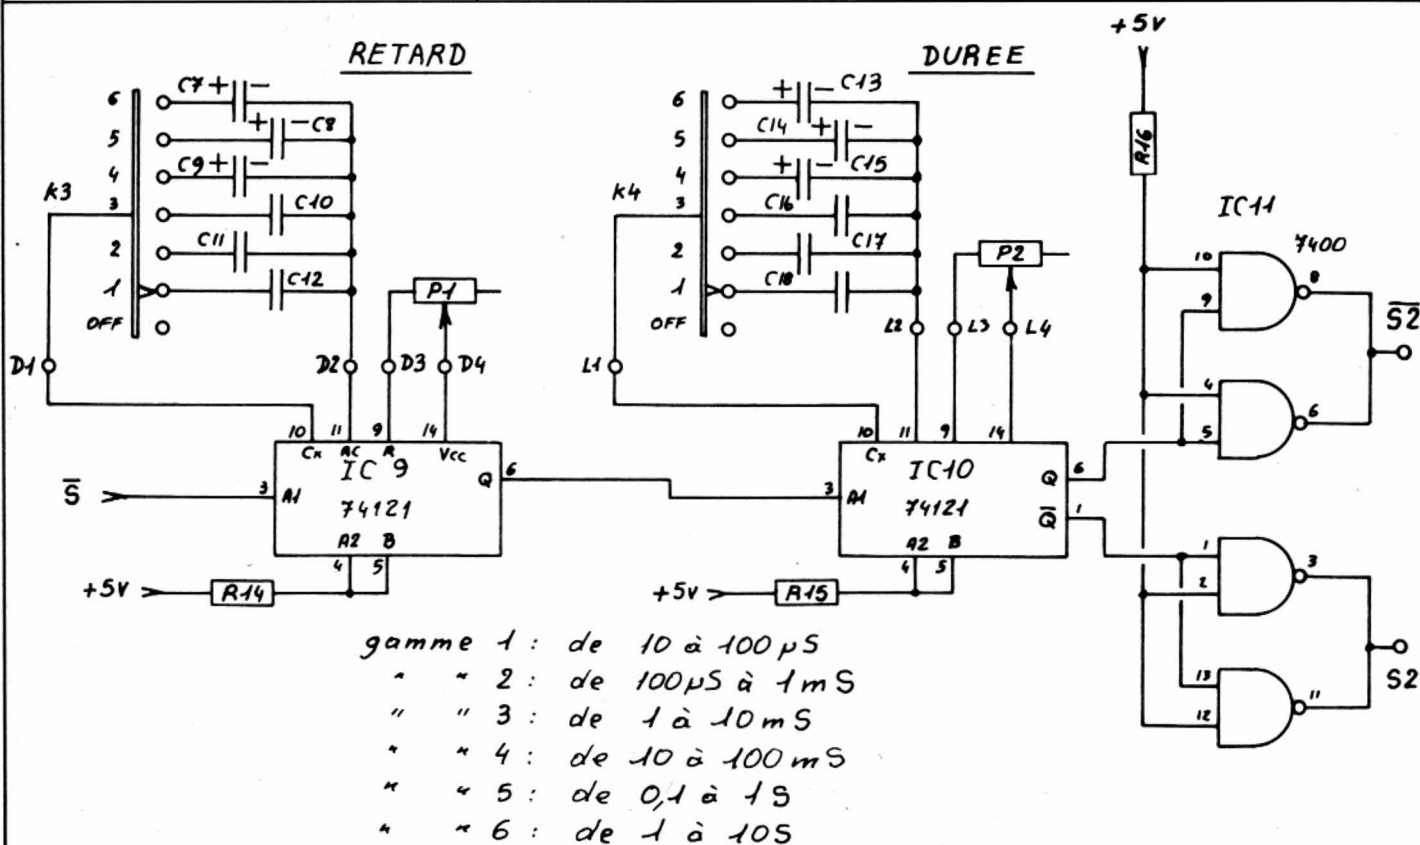 RETARD
DUREE
+5V
6
C7 + -
5
+ - C8
4
C9 + -
K3
3
C10
2
C11
1
C12
OFF
P1
D1
D2
D3
D4
6
+ - C13
5
C14 + -
4
+ - C15
K4
3
C16
2
C17
1
C18
OFF
P2
L1
L2
L3
L4
R16
IC11
7400
10
9
8
S̅2̅
4
5
6
10
11
9
14
Cx
RC
R
Vcc
IC 9
74121
S̅
3
A1
Q
6
A2
B
4
5
+5V
R14
10
11
9
14
Cx
IC10
74121
3
A1
Q
6
Q̅1̅
1
A2
B
4
5
+5V
R15
1
2
3
13
12
11
S2
gamme 1 : de 10 à 100 µS
" " 2 : de 100µS à 1mS
" " 3 : de 1 à 10mS
" " 4 : de 10 à 100mS
" " 5 : de 0,1 à 1S
" " 6 : de 1 à 10S